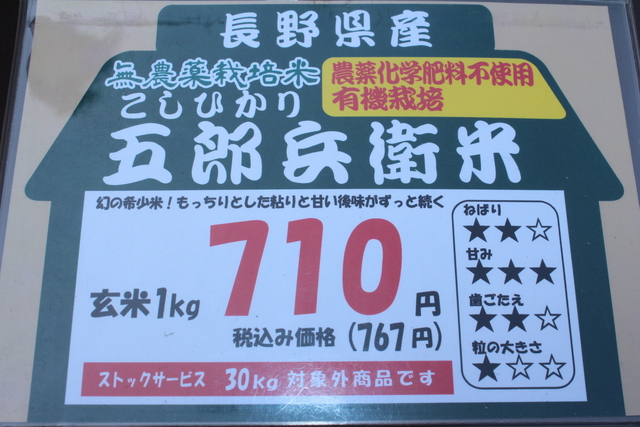 長野県産
無農薬栽培米
農薬化学肥料不使用
有機栽培
こしひかり
五郎兵衛米
幻の希少米！もっちりとした粘りと甘い後味がずっと続く
玄米1kg 710円
税込み価格（767円）
ストックサービス 30kg 対象外商品です
ねばり
★★☆
甘み
★★★
歯ごたえ
★★☆
粒の大きさ
★☆☆